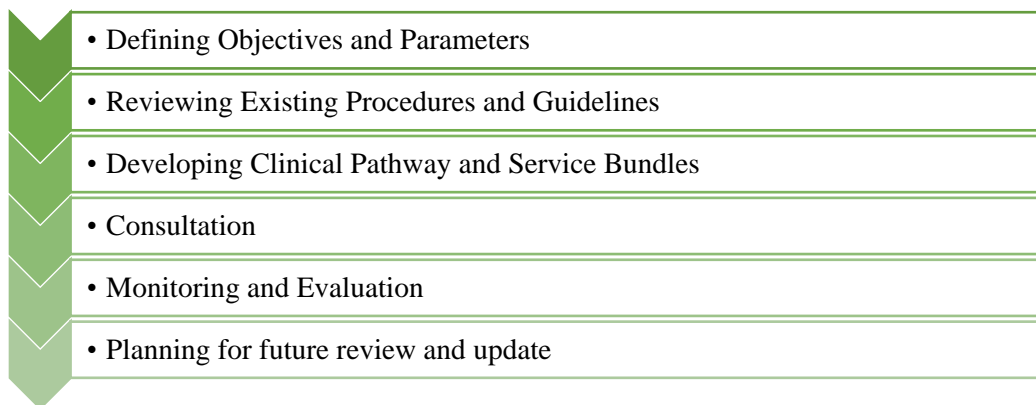 • Defining Objectives and Parameters
• Reviewing Existing Procedures and Guidelines
• Developing Clinical Pathway and Service Bundles
• Consultation
• Monitoring and Evaluation
• Planning for future review and update